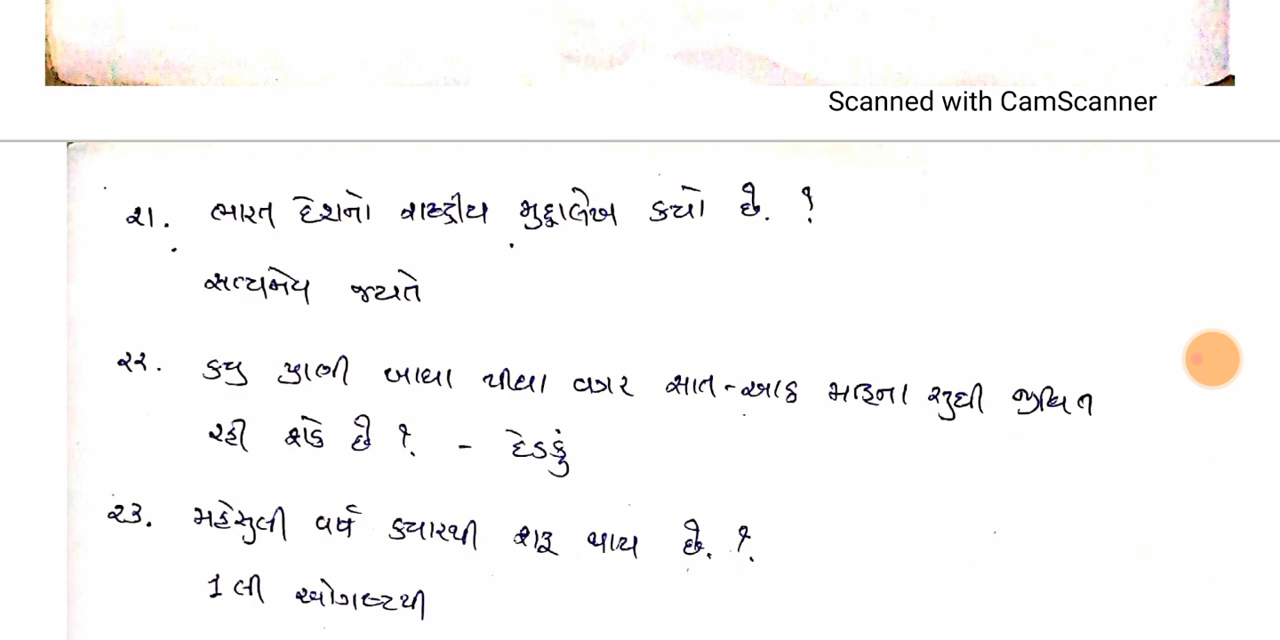 Scanned with CamScanner
૨૧. ભારત દેશનો રાષ્ટ્રીય મુદ્રાલેખ કયો છે. ?
સત્યમેવ જયતે
૨૨. કયુ પ્રાણી ખાધા પીધા વગર સાત-આઠ મહિના સુધી જીવિત
રહી શકે છે ? - દેડકું
૨૩. મહેસુલી વર્ષ કયારથી શરૂ થાય છે. ?
1 લી ઓગષ્ટથી